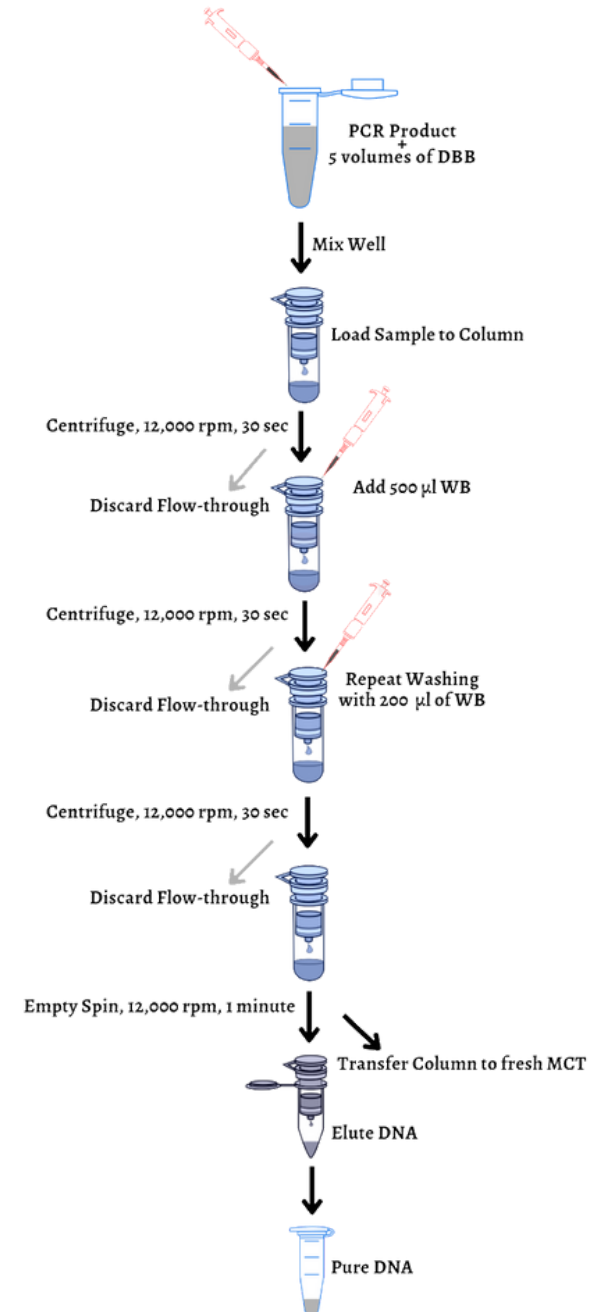 PCR Product
+
5 volumes of DBB
Mix Well
Load Sample to Column
Centrifuge, 12,000 rpm, 30 sec
Discard Flow-through
Add 500 µl WB
Centrifuge, 12,000 rpm, 30 sec
Discard Flow-through
Repeat Washing
with 200 µl of WB
Centrifuge, 12,000 rpm, 30 sec
Discard Flow-through
Empty Spin, 12,000 rpm, 1 minute
Transfer Column to fresh MCT
Elute DNA
Pure DNA